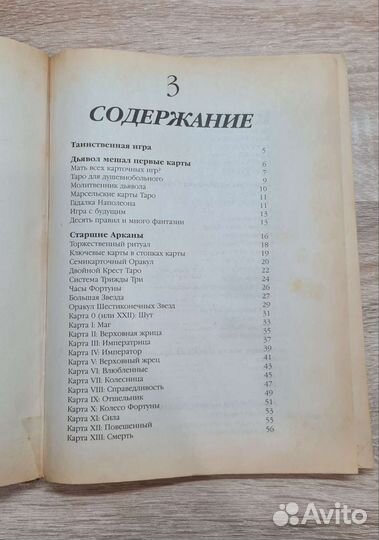 3
СОДЕРЖАНИЕ
Таинственная игра 5
Дьявол мешал первые карты 6
Мать всех карточных игр? 7
Таро для душевнобольного 9
Молитвенник дьявола 10
Марсельские карты Таро 11
Гадалка Наполеона 11
Игра с будущим 13
Десять правил и много фантазии 13
Старшие Арканы 16
Торжественный ритуал 18
Ключевые карты в стопках карты 19
Семикарточный Оракул 20
Двойной Крест Таро 22
Система Трижды Три 24
Часы Фортуны 26
Большая Звезда 27
Оракул Шестиконечных Звезд 29
Карта 0 (или XXII): Шут 31
Карта I: Маг 33
Карта II: Верховная жрица 35
Карта III: Императрица 37
Карта IV: Император 39
Карта V: Верховный жрец 41
Карта VI: Влюбленные 43
Карта VII: Колесница 45
Карта VIII: Справедливость 47
Карта IX: Отшельник 49
Карта X: Колесо Фортуны 51
Карта XI: Сила 53
Карта XII: Повешенный 55
Карта XIII: Смерть 56
Avito